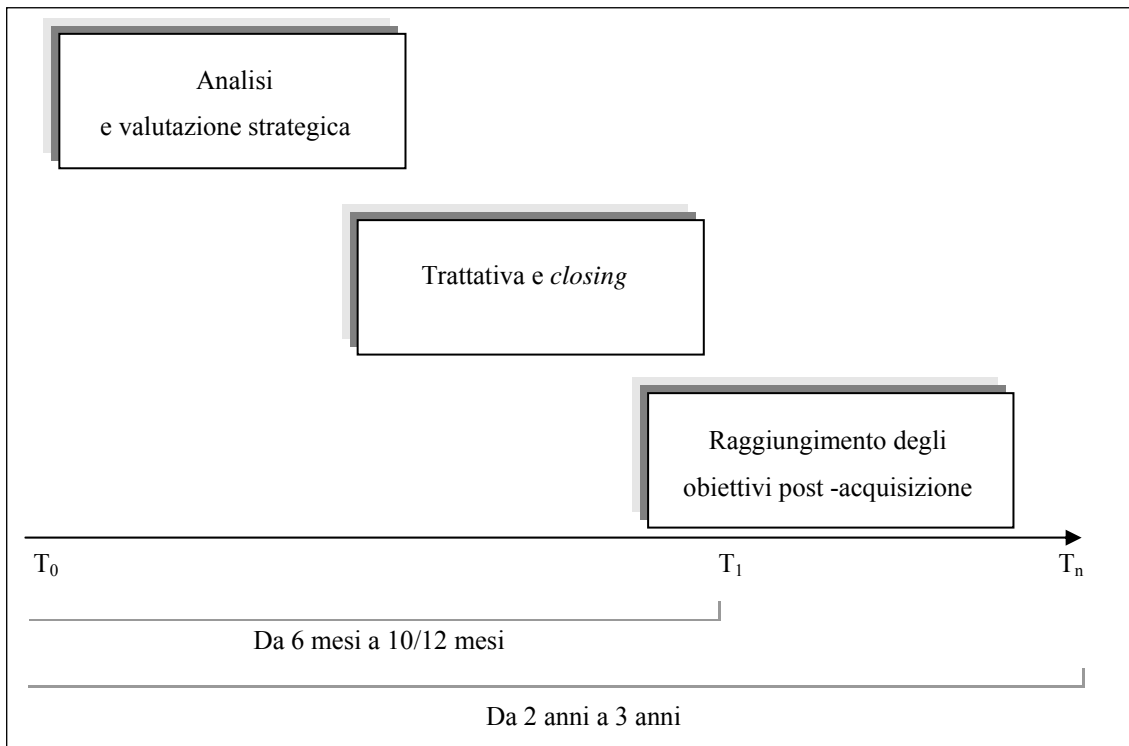 Analisi
e valutazione strategica
Trattativa e closing
Raggiungimento degli
obiettivi post -acquisizione
T0 T1 Tn
Da 6 mesi a 10/12 mesi
Da 2 anni a 3 anni